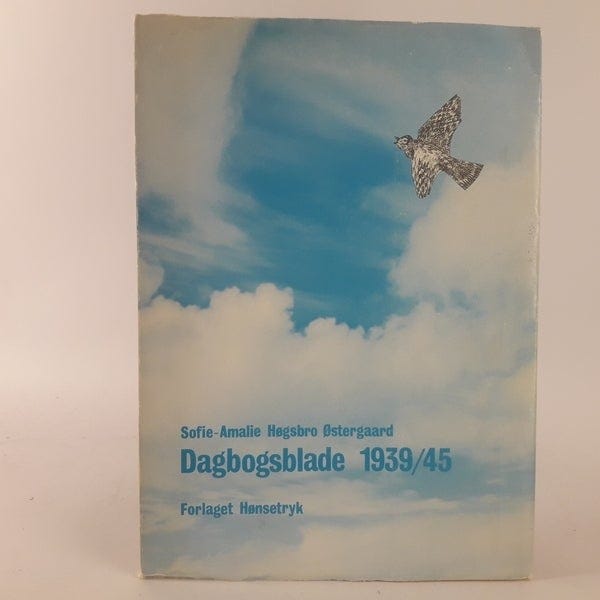 Sofie-Amalie Høgsbro Østergaard
Dagbogsblade 1939/45
Forlaget Hønsetryk